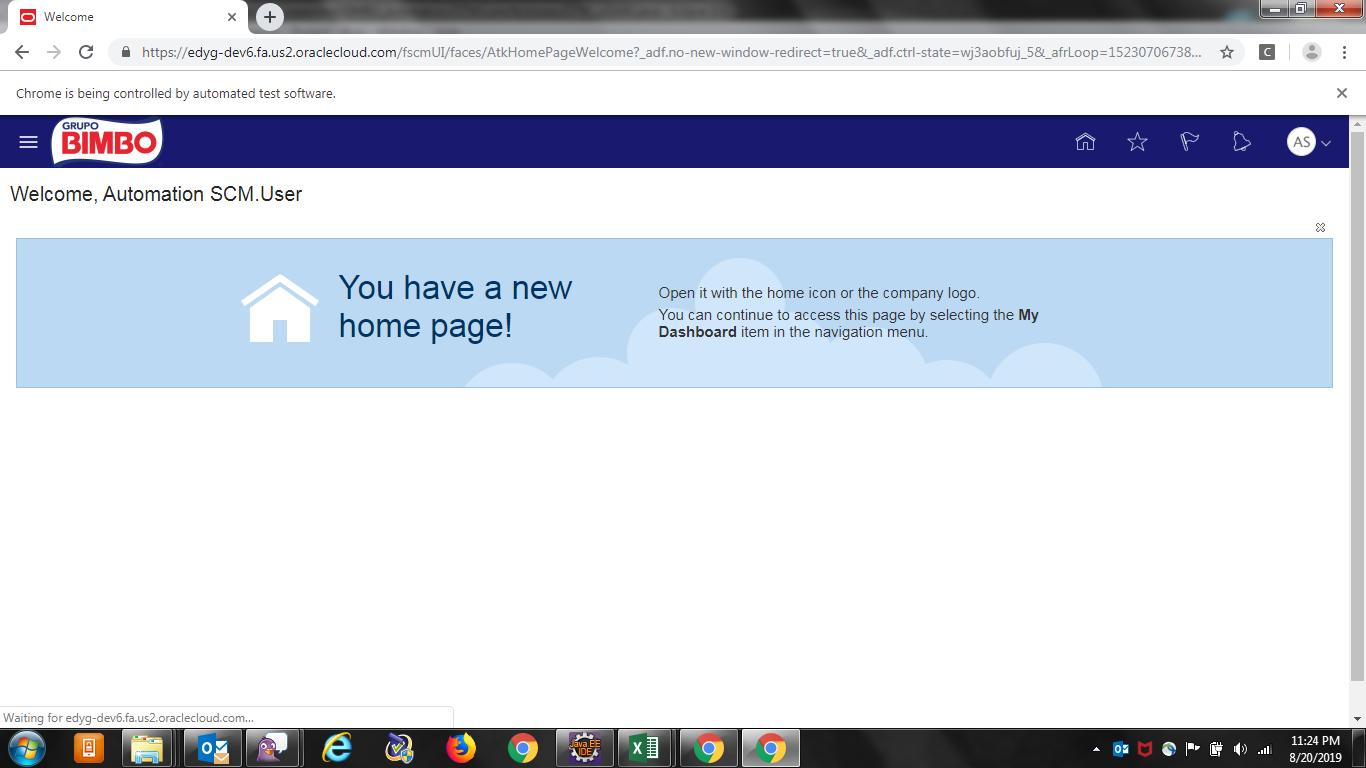 Welcome
https://edyg-dev6.fa.us2.oraclecloud.com/fscmUI/faces/AtkHomePageWelcome?_adf.no-new-window-redirect=true&_adf.ctrl-state=wj3aobfuj_5&_afrLoop=15230706738...
C
Chrome is being controlled by automated test software.
GRUPO
BIMBO
AS
Welcome, Automation SCM.User
You have a new
home page!
Open it with the home icon or the company logo.
You can continue to access this page by selecting the My
Dashboard item in the navigation menu.
Waiting for edyg-dev6.fa.us2.oraclecloud.com...
Java EE
IDE
11:24 PM
8/20/2019